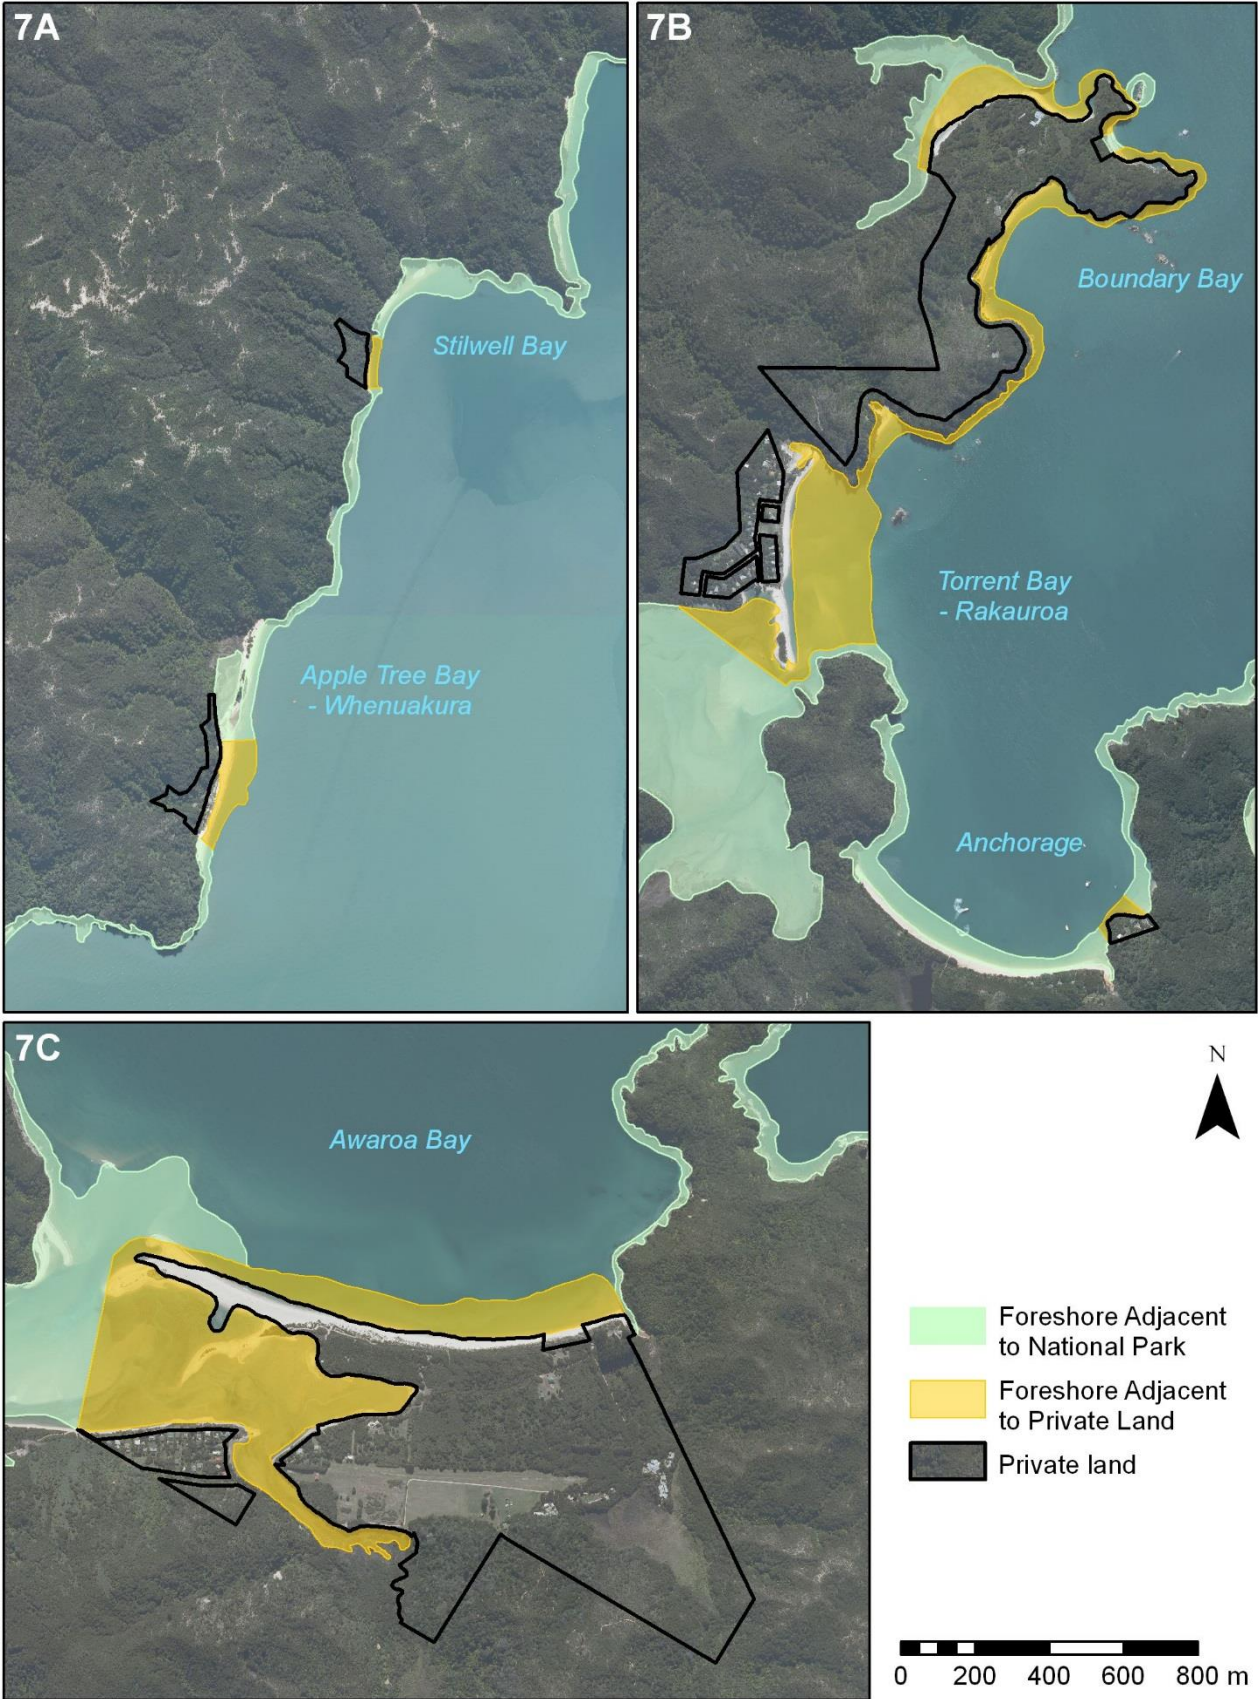 7A
Stilwell Bay
Apple Tree Bay
- Whenuakura
7B
Boundary Bay
Torrent Bay
- Rakauroa
Anchorage
7C
Awaroa Bay
N
Foreshore Adjacent
to National Park
Foreshore Adjacent
to Private Land
Private land
0 200 400 600 800 m